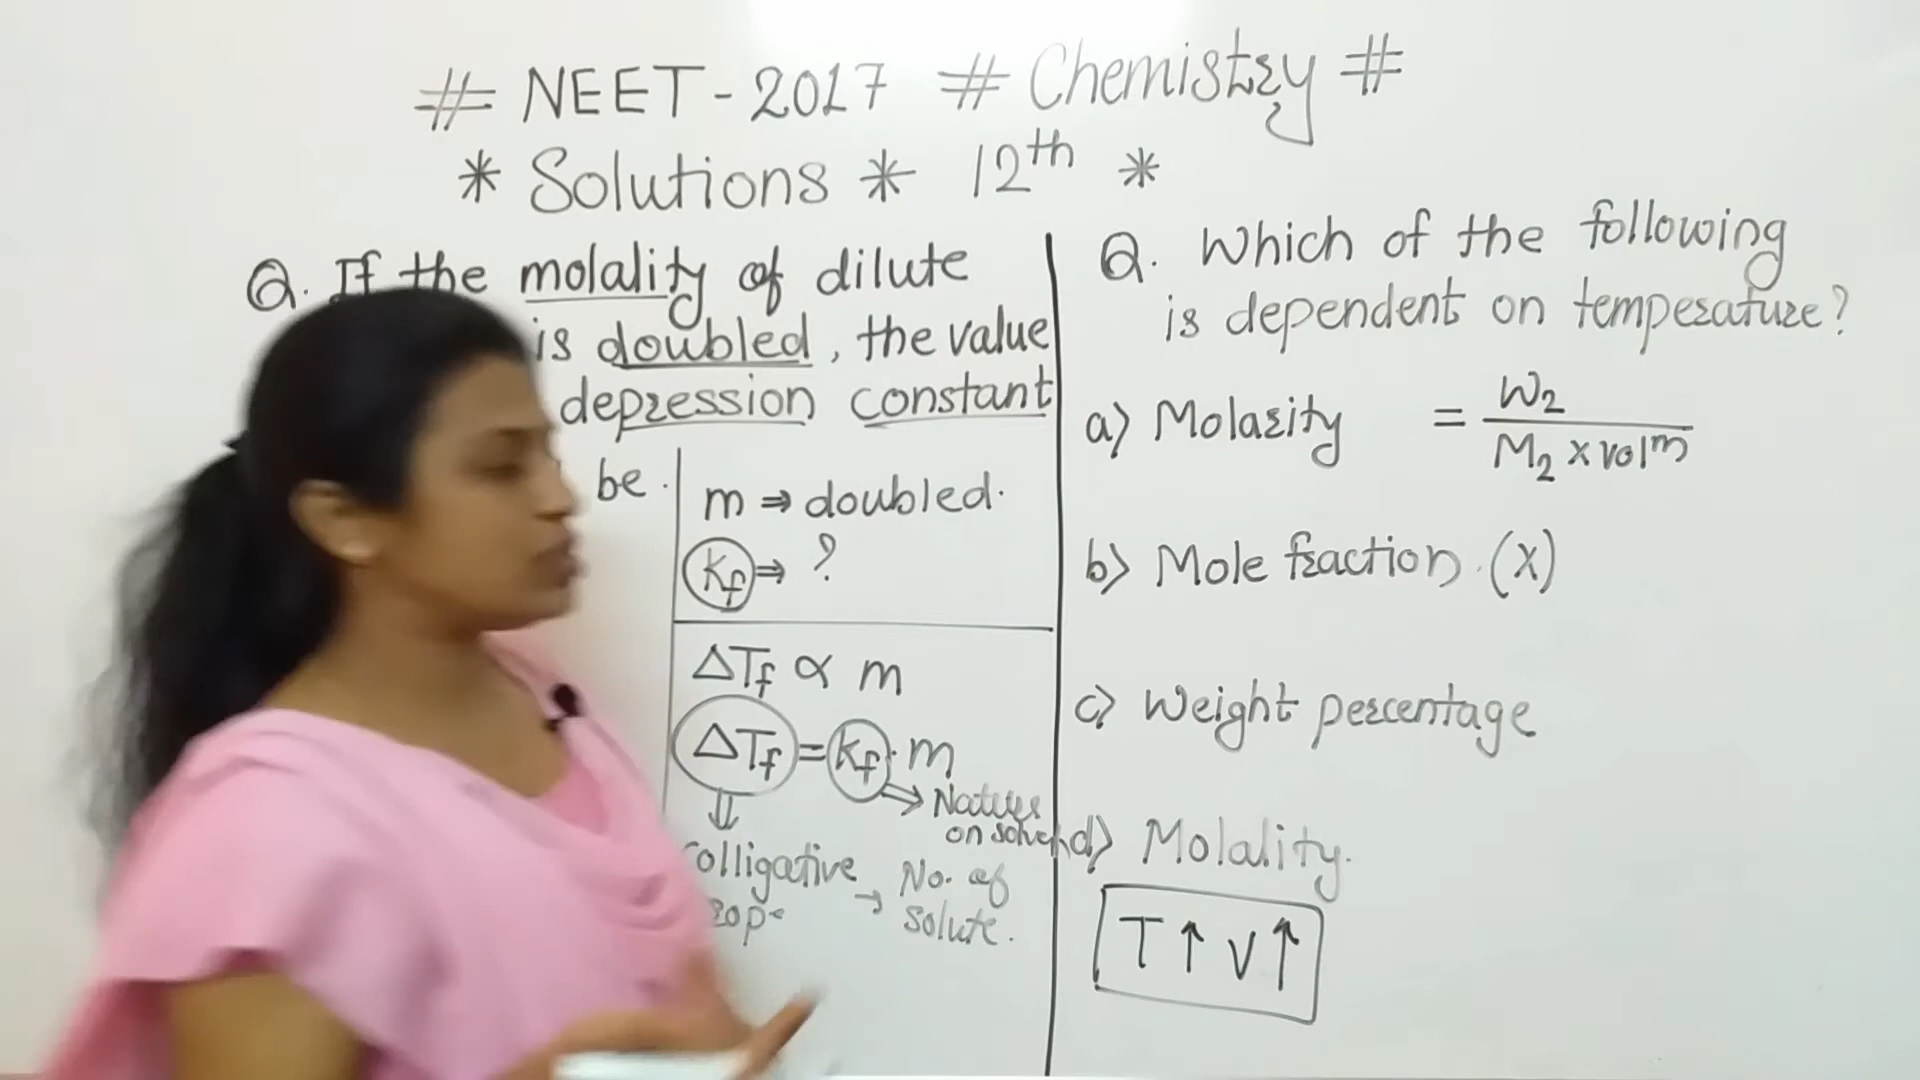 # NEET - 2017 # Chemistry #
* Solutions * 12th *
Q. If the molality of dilute
is doubled, the value
depression constant
be.
m ⇒ doubled.
Kf ⇒ ?
ΔTf ∝ m
ΔTf = Kf · m
⇒ Nature
on solvent
Colligative → No. of
solute.
Q. Which of the following
is dependent on temperature?
a) Molarity = W2 / M2 x volm
b) Mole fraction. (X)
c) Weight percentage
d) Molality.
T↑ V↑